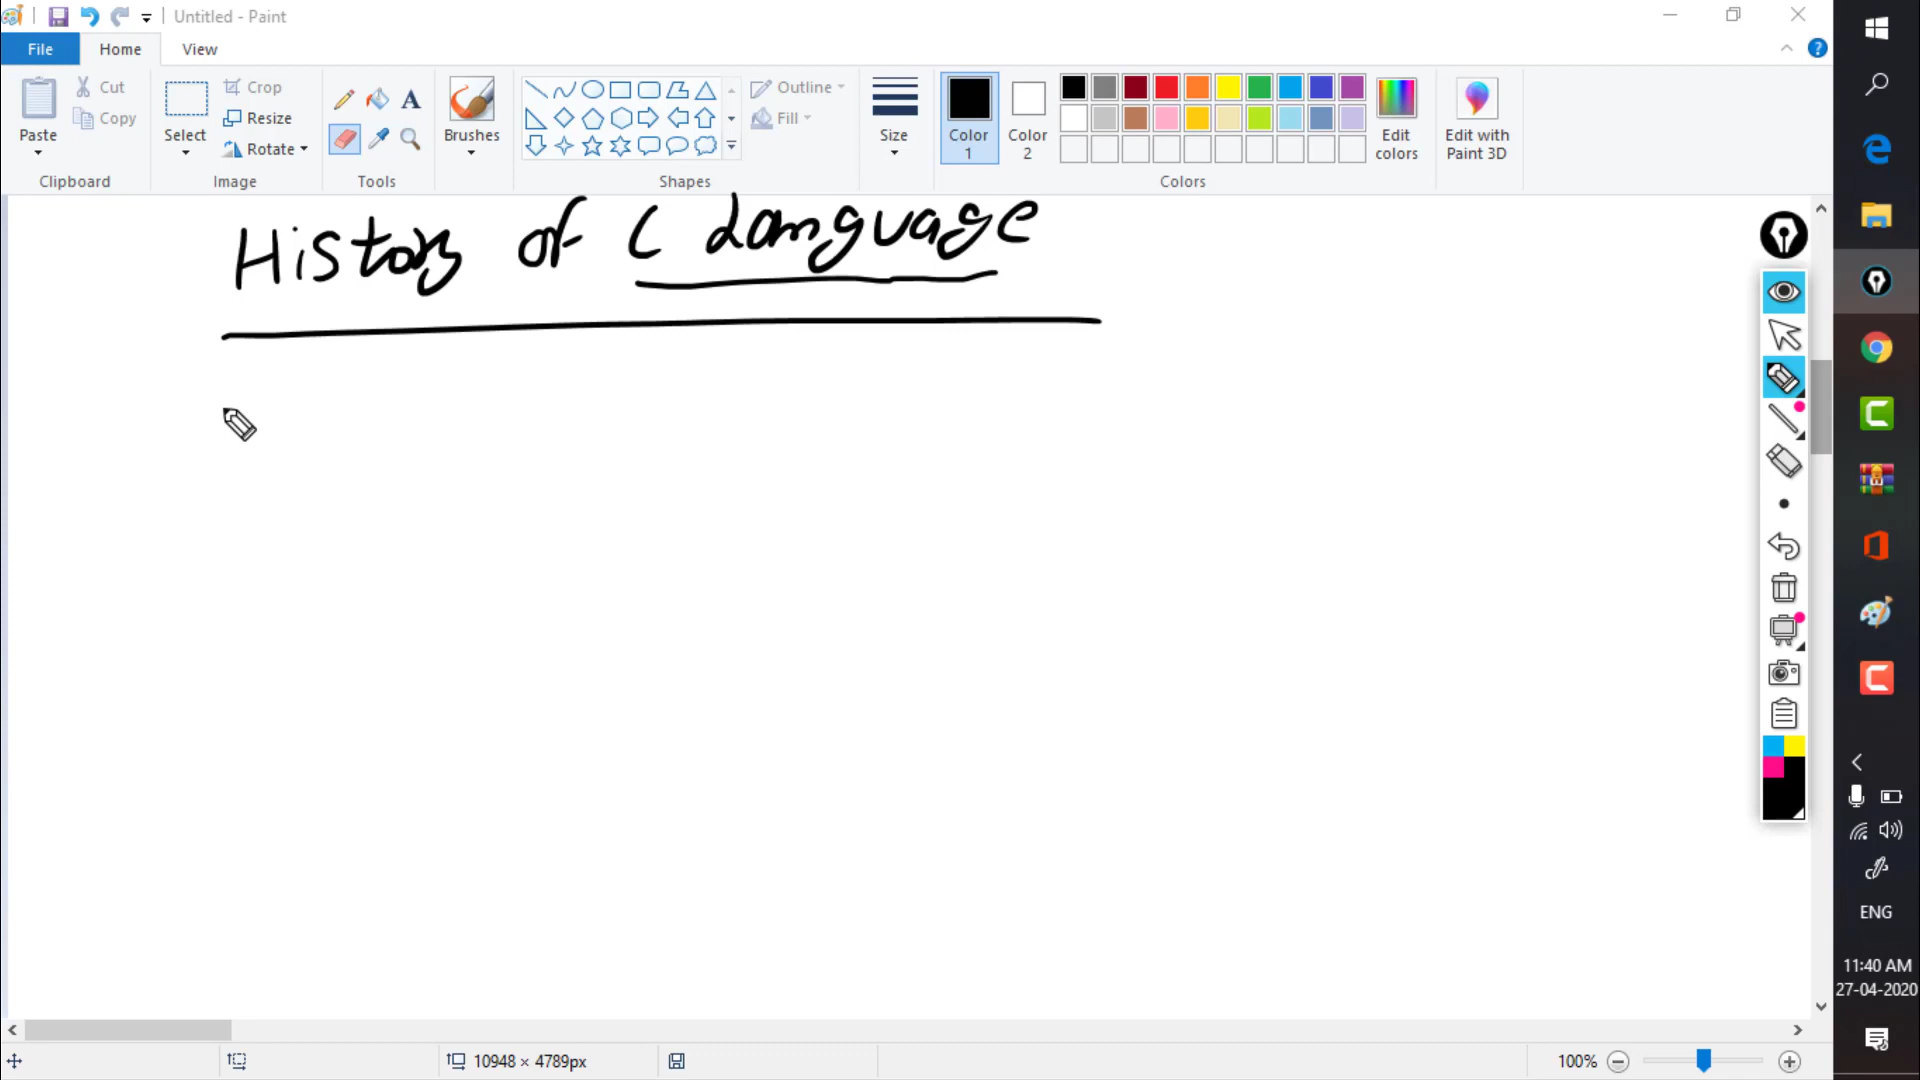 Untitled - Paint
File Home View
Paste Cut Copy Select Crop Resize Rotate Brushes Outline Fill Size Color 1 Color 2 Edit colors Edit with Paint 3D
Clipboard Image Tools Shapes Colors
History of C Language
ENG
11:40 AM
27-04-2020
10948 × 4789px 100%